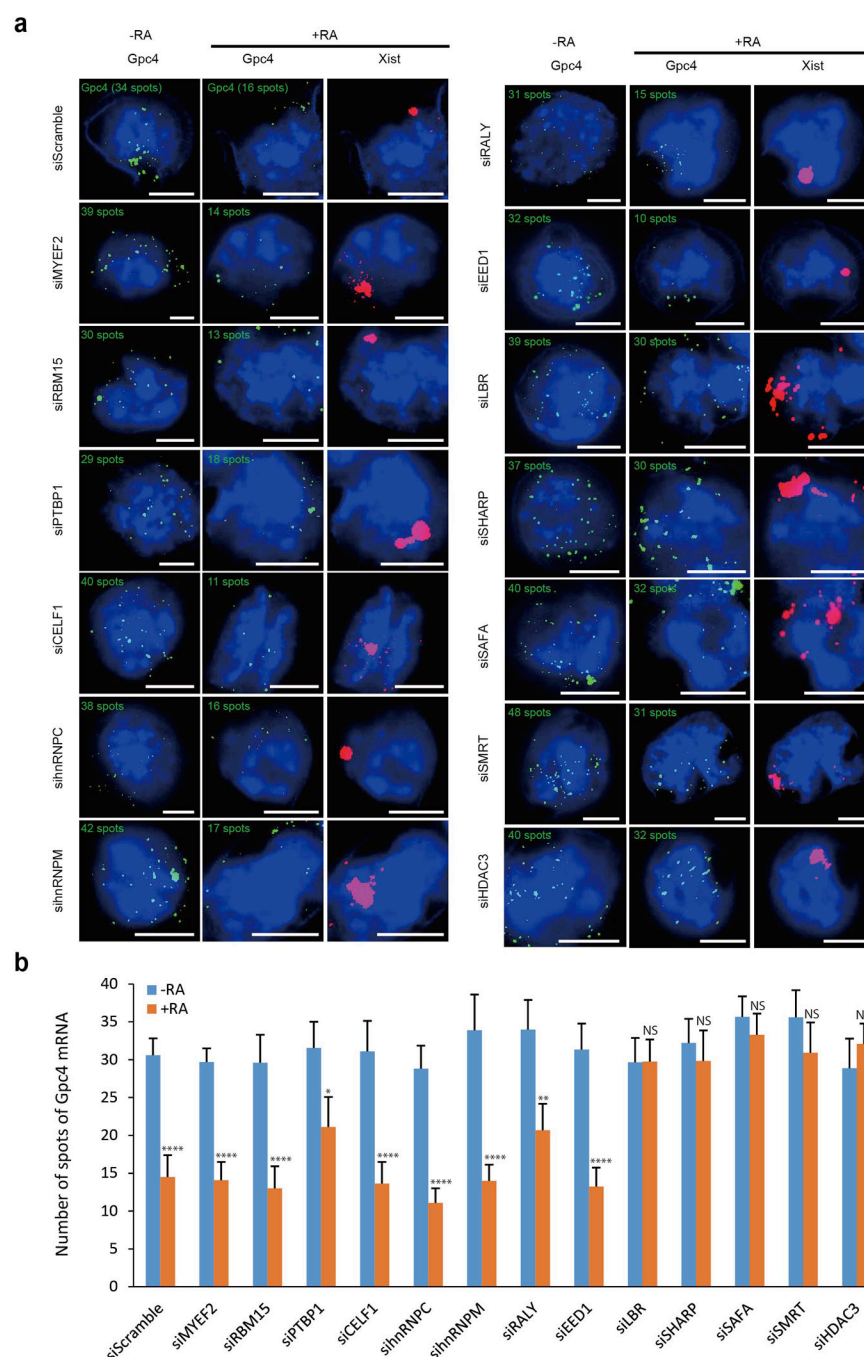 a
-RA
+RA
Gpc4
Gpc4
Xist
siScramble
Gpc4 (34 spots)
Gpc4 (16 spots)
siMYEF2
39 spots
14 spots
siRBM15
30 spots
13 spots
siPTBP1
29 spots
18 spots
siCELF1
40 spots
11 spots
sihnRNPC
38 spots
16 spots
sihnRNPM
42 spots
17 spots
-RA
+RA
Gpc4
Gpc4
Xist
siRALY
31 spots
15 spots
siEED1
32 spots
10 spots
siLBR
39 spots
30 spots
siSHARP
37 spots
30 spots
siSAFA
40 spots
32 spots
siSMRT
48 spots
31 spots
siHDAC3
40 spots
32 spots
b
Number of spots of Gpc4 mRNA
40
35
30
25
20
15
10
5
0
-RA
+RA
****
****
****
*
****
****
****
**
****
NS
NS
NS
NS
N
siScramble
siMYEF2
siRBM15
siPTBP1
siCELF1
sihnRNPC
sihnRNPM
siRALY
siEED1
siLBR
siSHARP
siSAFA
siSMRT
siHDAC3